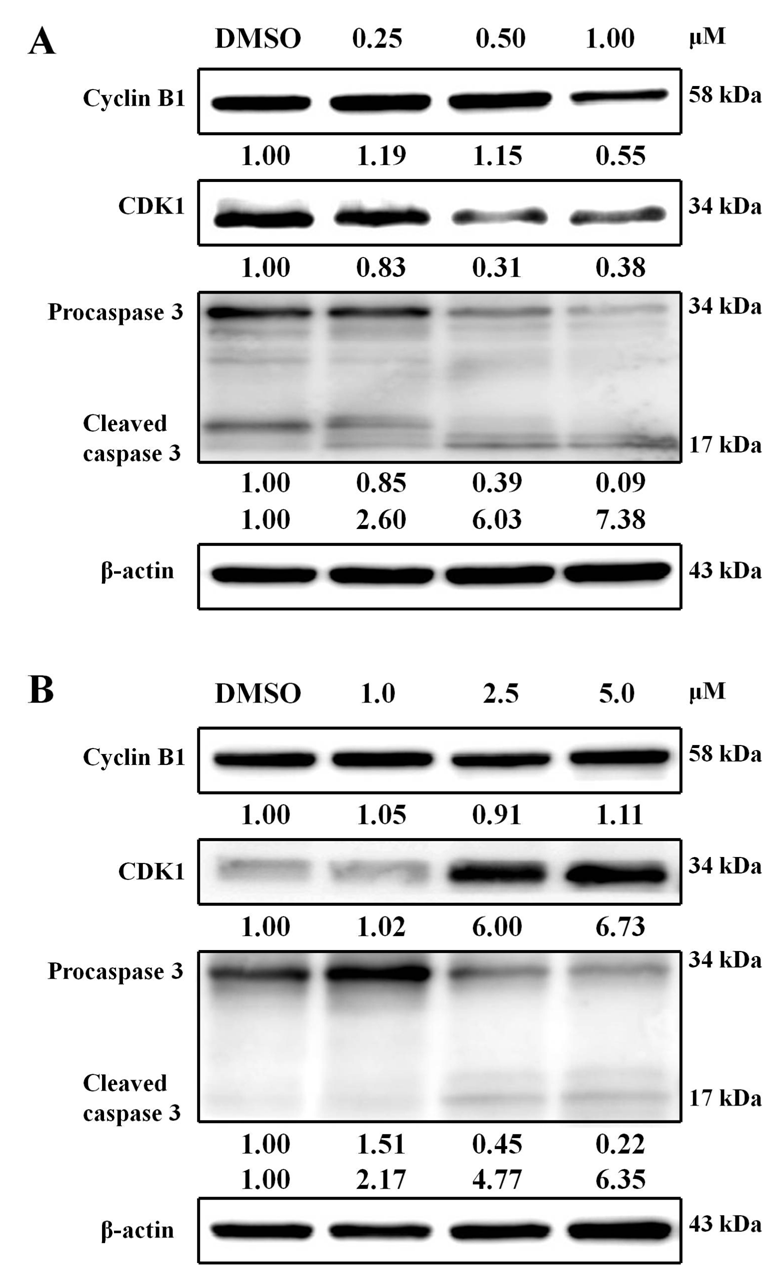 A
DMSO 0.25 0.50 1.00 μM
Cyclin B1 58 kDa
1.00 1.19 1.15 0.55
CDK1 34 kDa
1.00 0.83 0.31 0.38
Procaspase 3 34 kDa
Cleaved
caspase 3 17 kDa
1.00 0.85 0.39 0.09
1.00 2.60 6.03 7.38
β-actin 43 kDa
B
DMSO 1.0 2.5 5.0 μM
Cyclin B1 58 kDa
1.00 1.05 0.91 1.11
CDK1 34 kDa
1.00 1.02 6.00 6.73
Procaspase 3 34 kDa
Cleaved
caspase 3 17 kDa
1.00 1.51 0.45 0.22
1.00 2.17 4.77 6.35
β-actin 43 kDa